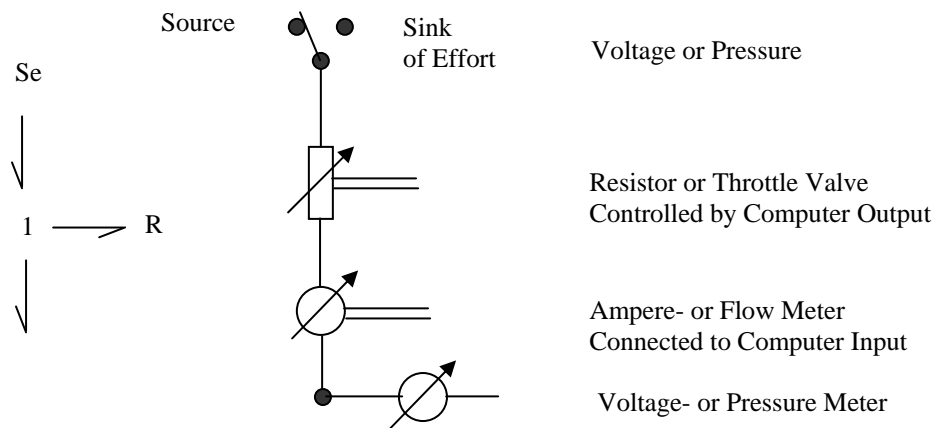 Source
Sink
of Effort
Voltage or Pressure
Se
Resistor or Throttle Valve
Controlled by Computer Output
1
R
Ampere- or Flow Meter
Connected to Computer Input
Voltage- or Pressure Meter